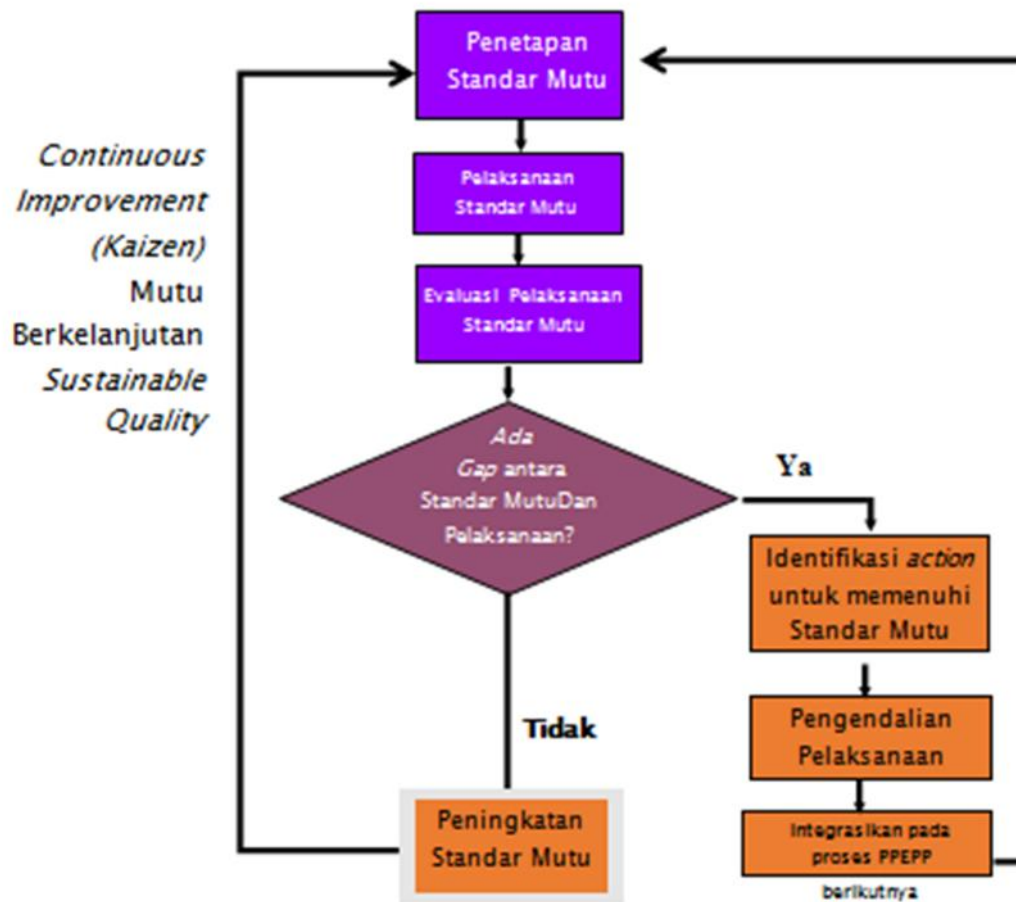 Penetapan
Standar Mutu
Continuous
Improvement
(Kaizen)
Mutu
Berkelanjutan
Sustainable
Quality
Pelaksanaan
Standar Mutu
Evaluasi Pelaksanaan
Standar Mutu
Ada
Gap antara
Standar MutuDan
Pelaksanaan?
Ya
Identifikasi action
untuk memenuhi
Standar Mutu
Pengendalian
Pelaksanaan
Integrasikan pada
proses PPEPP
berikutnya
Tidak
Peningkatan
Standar Mutu